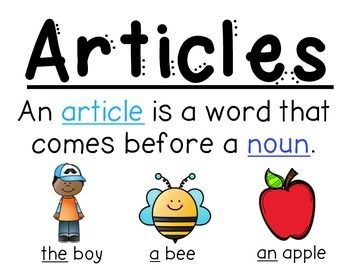 Articles
An article is a word that
comes before a noun.
the boy
a bee
an apple